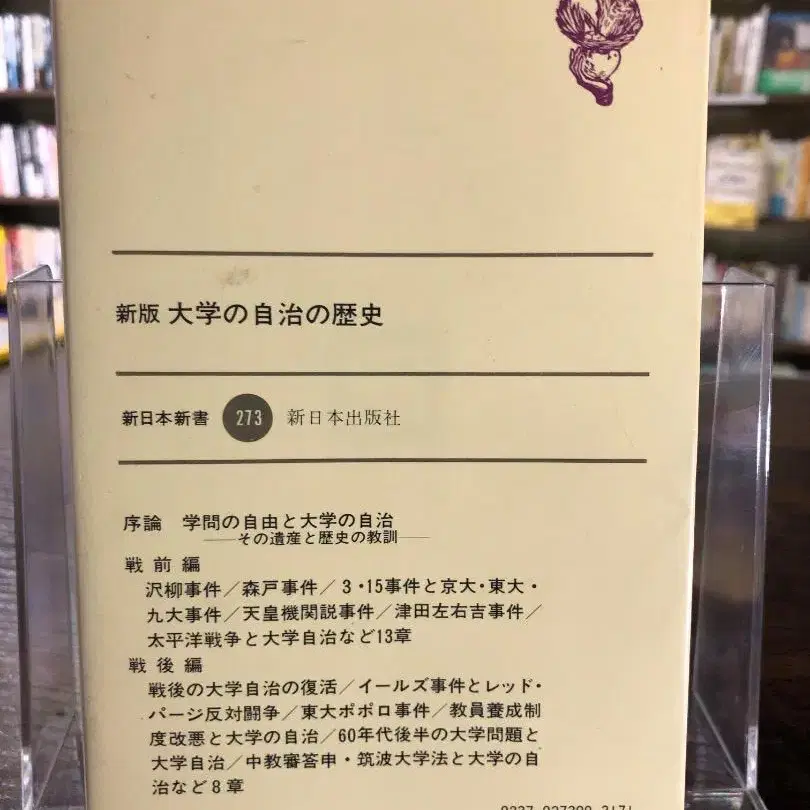 新版 大学の自治の歴史
新日本新書 273 新日本出版社
序論 学問の自由と大学の自治
——その遺産と歴史の教訓——
戦前編
沢柳事件／森戸事件／3・15事件と京大・東大・
九大事件／天皇機関説事件／津田左右吉事件／
太平洋戦争と大学自治など13章
戦後編
戦後の大学自治の復活／イールズ事件とレッド・
パージ反対闘争／東大ポポロ事件／教員養成制
度改悪と大学の自治／60年代後半の大学問題と
大学自治／中教審答申・筑波大学法と大学の自
治など8章